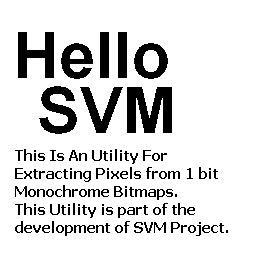 Hello
SVM
This Is An Utility For
Extracting Pixels from 1 bit
Monochrome Bitmaps.
This Utility is part of the
development of SVM Project.